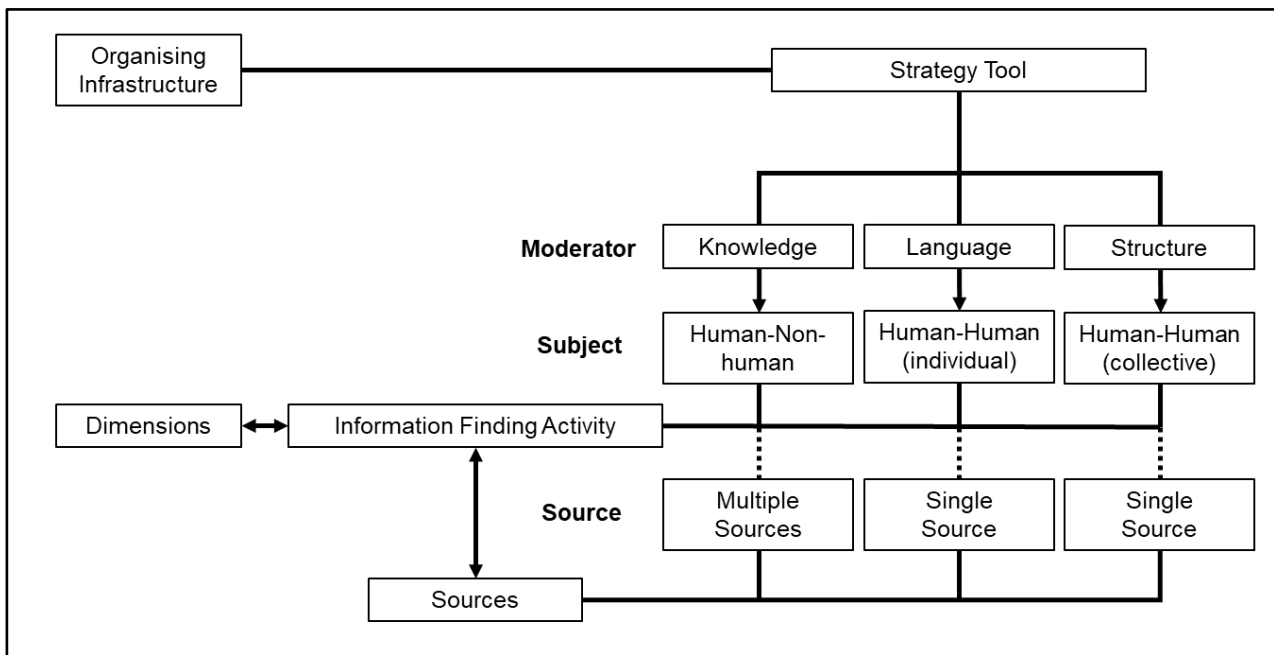 Organising
Infrastructure
Strategy Tool
Moderator
Knowledge
Language
Structure
Subject
Human-Non-
human
Human-Human
(individual)
Human-Human
(collective)
Dimensions
Information Finding Activity
Source
Multiple
Sources
Single
Source
Single
Source
Sources